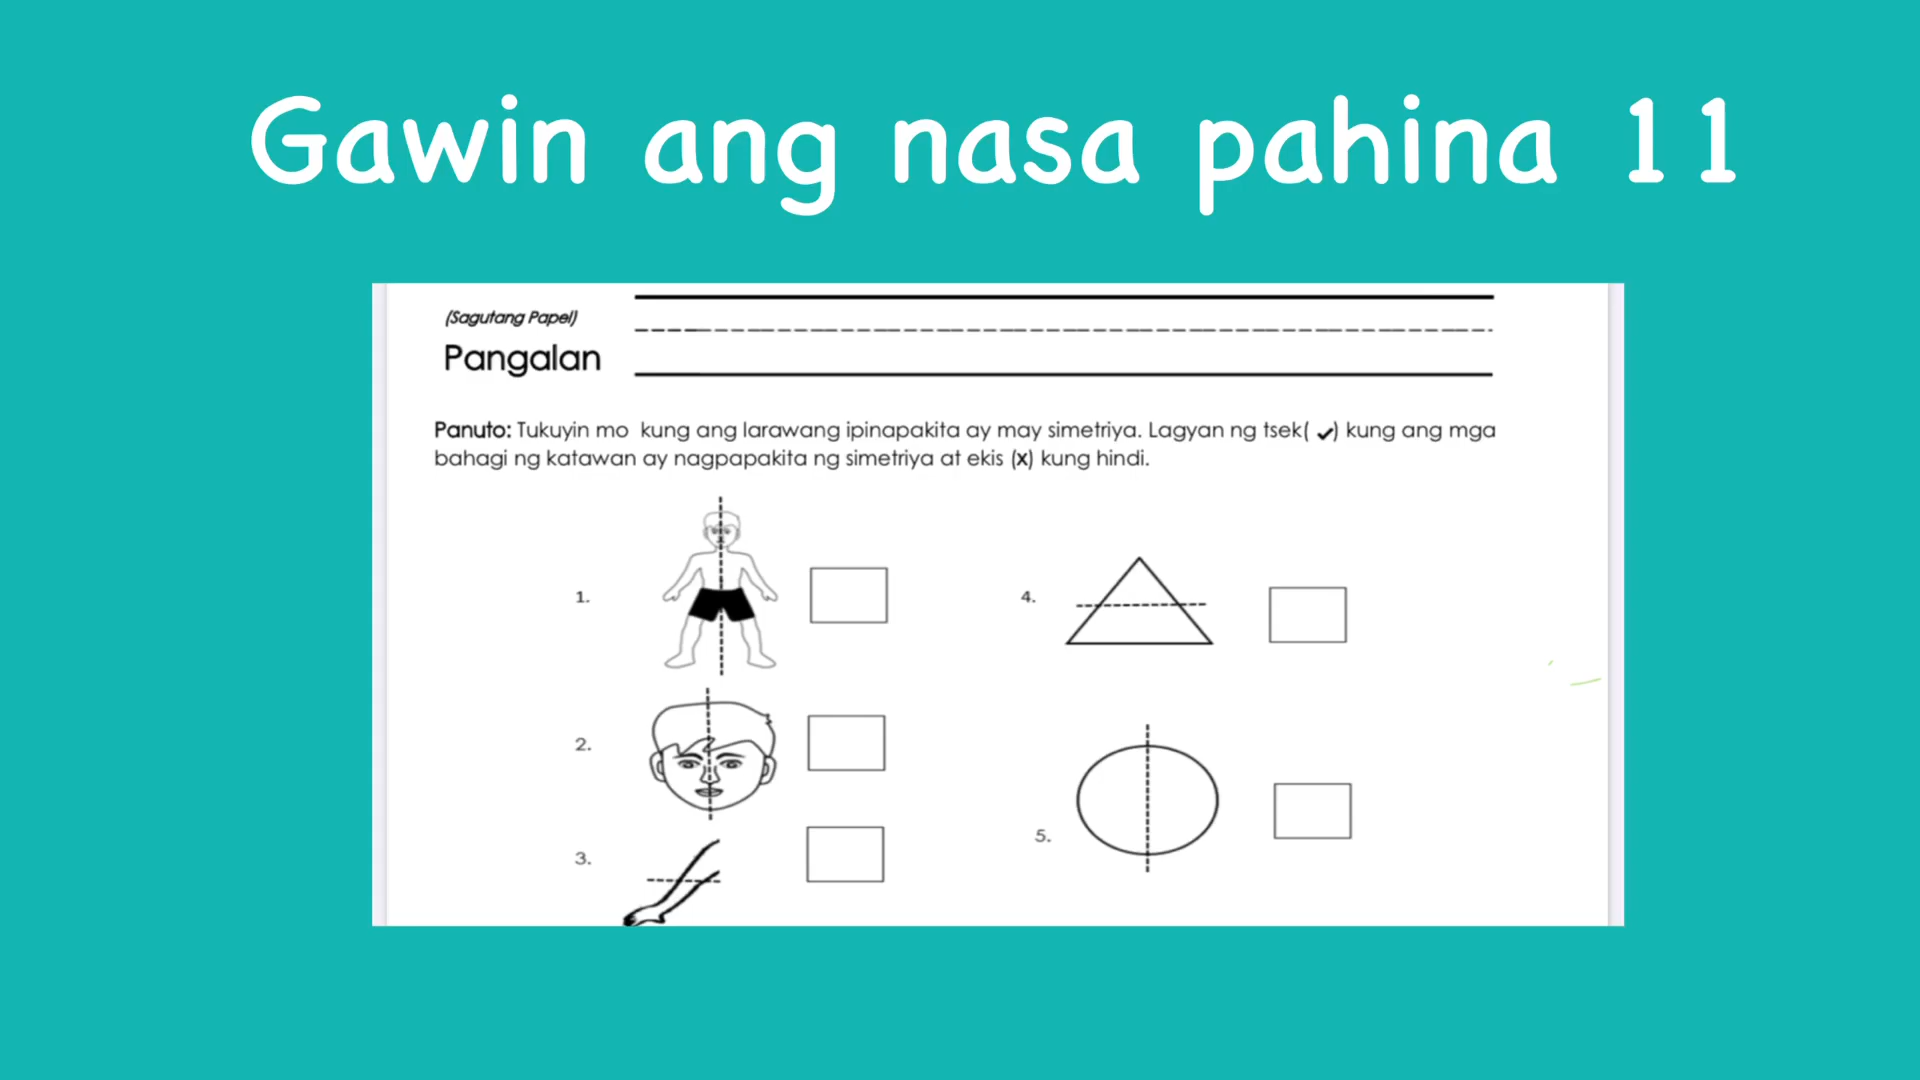 Gawin ang nasa pahina 11
(Sagutang Papel)
Pangalan
Panuto: Tukuyin mo kung ang larawang ipinapakita ay may simetriya. Lagyan ng tsek( ✔) kung ang mga
bahagi ng katawan ay nagpapakita ng simetriya at ekis (x) kung hindi.
1.
4.
2.
5.
3.